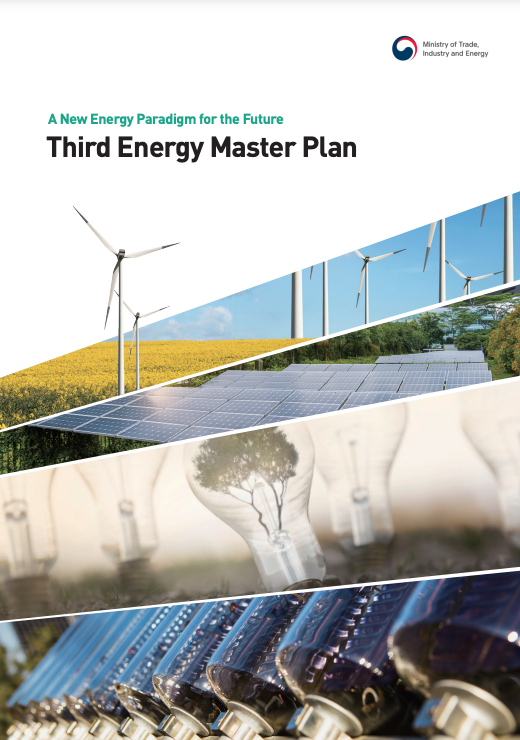 Ministry of Trade,
Industry and Energy
A New Energy Paradigm for the Future
Third Energy Master Plan